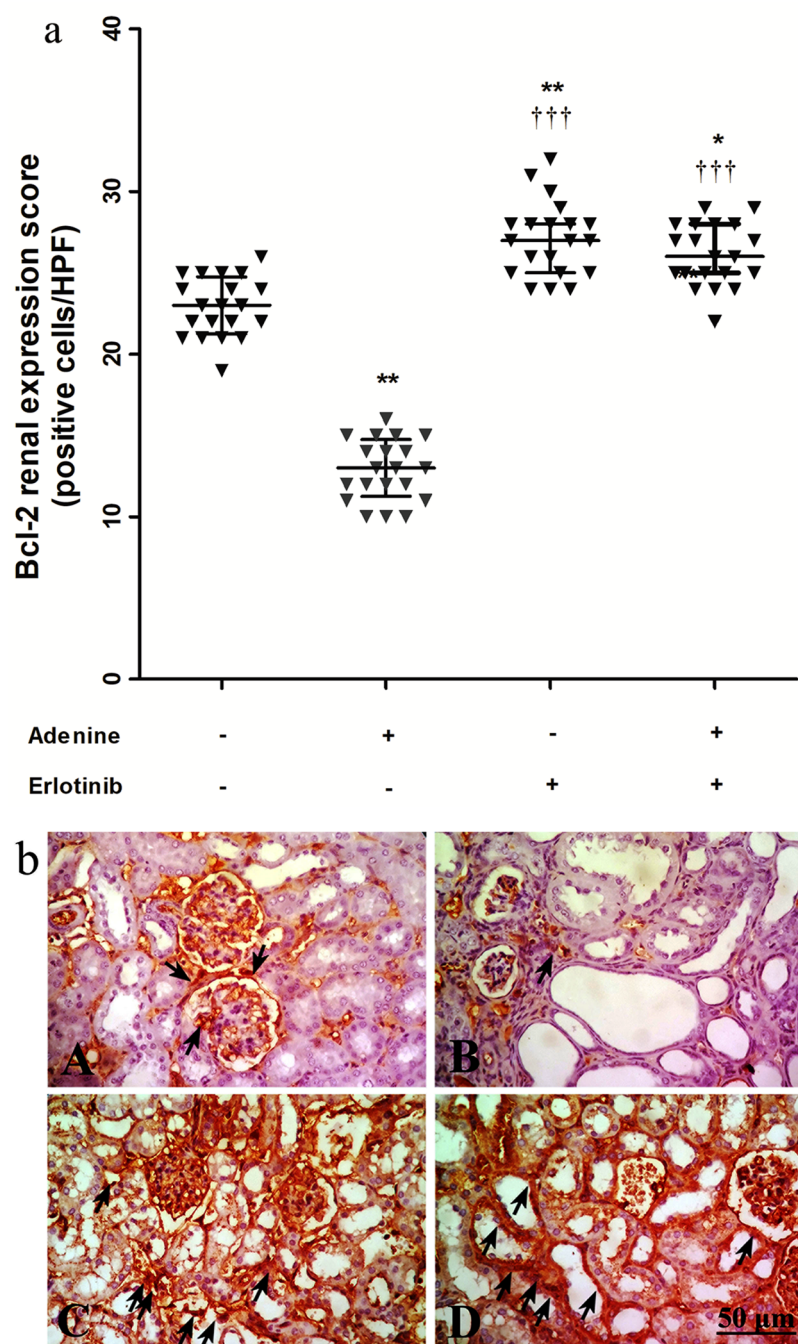 a
40
30
20
10
0
Bcl-2 renal expression score
(positive cells/HPF)
**
**
†††
*
†††
**
Adenine - + - +
Erlotinib - - + +
b
A
B
C
D
50 µm